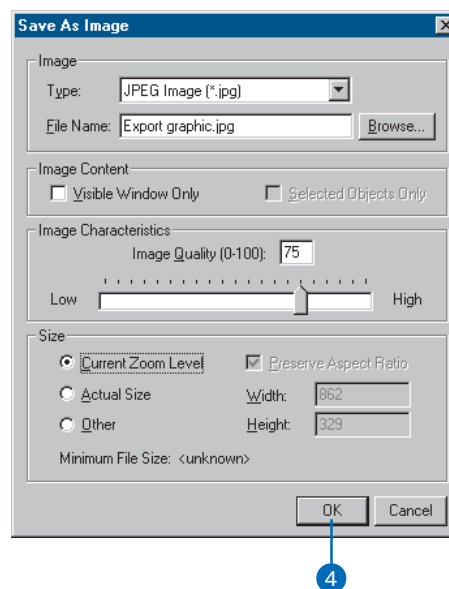 Save As Image
Image
Type: JPEG Image (*.jpg)
File Name: Export graphic.jpg Browse...
Image Content
Visible Window Only Selected Objects Only
Image Characteristics
Image Quality (0-100): 75
Low High
Size
Current Zoom Level Preserve Aspect Ratio
Actual Size Width: 862
Other Height: 329
Minimum File Size: <unknown>
OK Cancel
4